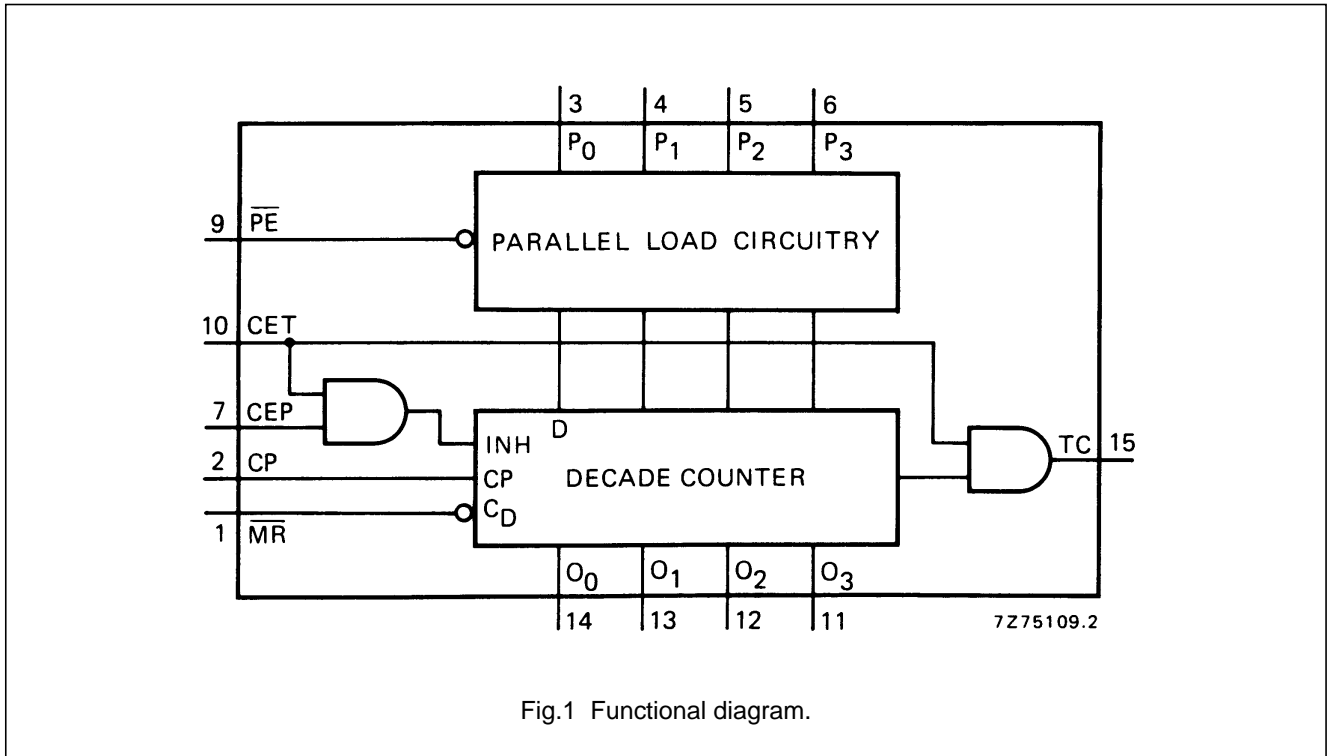 3 4 5 6
P0 P1 P2 P3
9 PE
PARALLEL LOAD CIRCUITRY
10 CET
7 CEP
D
INH
TC 15
2 CP
CP
DECADE COUNTER
CD
1 MR
O0 O1 O2 O3
14 13 12 11
7Z75109.2
Fig.1 Functional diagram.